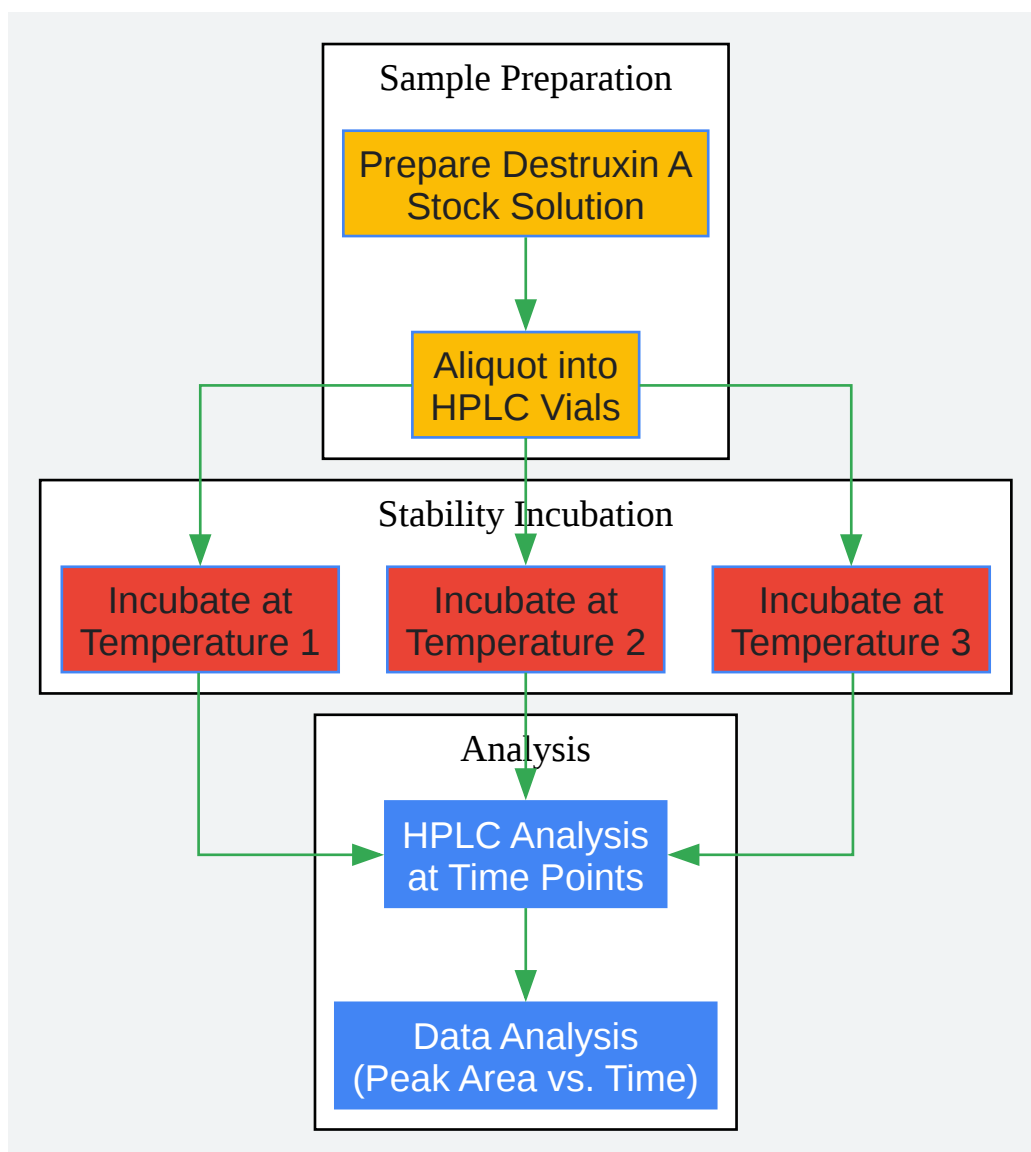 Sample Preparation
Prepare Destruxin A
Stock Solution
Aliquot into
HPLC Vials
Stability Incubation
Incubate at
Temperature 1
Incubate at
Temperature 2
Incubate at
Temperature 3
Analysis
HPLC Analysis
at Time Points
Data Analysis
(Peak Area vs. Time)